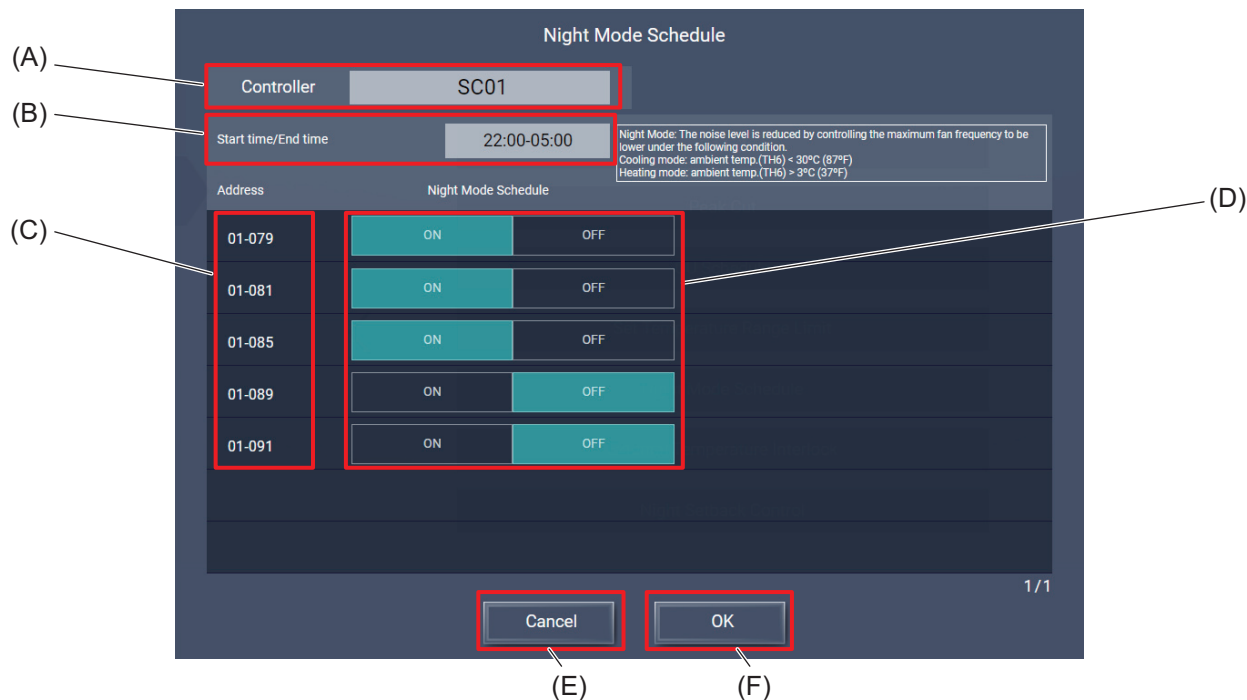 Night Mode Schedule
(A)
Controller SC01
(B)
Start time/End time 22:00-05:00
Night Mode: The noise level is reduced by controlling the maximum fan frequency to be
lower under the following condition.
Cooling mode: ambient temp.(TH6) < 30ºC (87ºF)
Heating mode: ambient temp.(TH6) > 3ºC (37ºF)
Address Night Mode Schedule
(D)
(C)
01-079 ON OFF
01-081 ON OFF
01-085 ON OFF
01-089 ON OFF
01-091 ON OFF
1/1
Cancel OK
(E) (F)